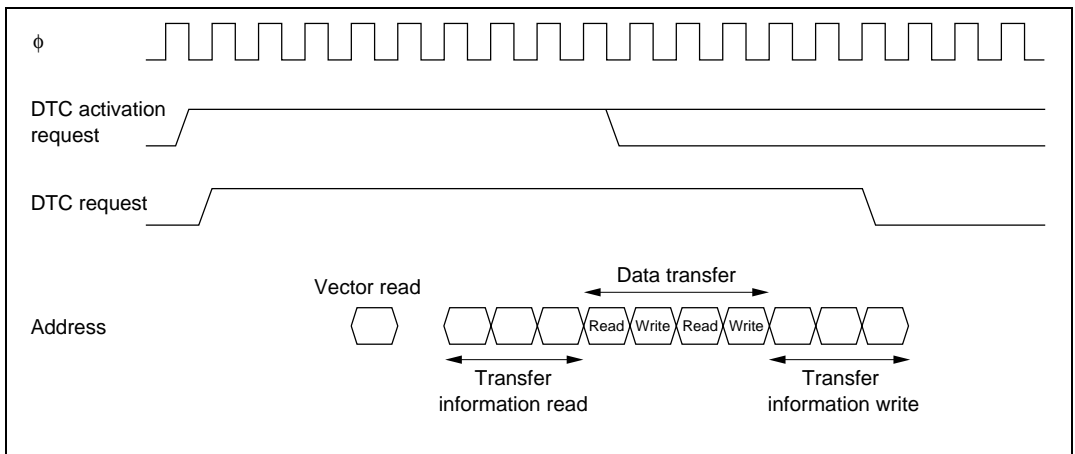 ϕ
DTC activation
request
DTC request
Vector read
Data transfer
Address
Read Write Read Write
Transfer
information read
Transfer
information write